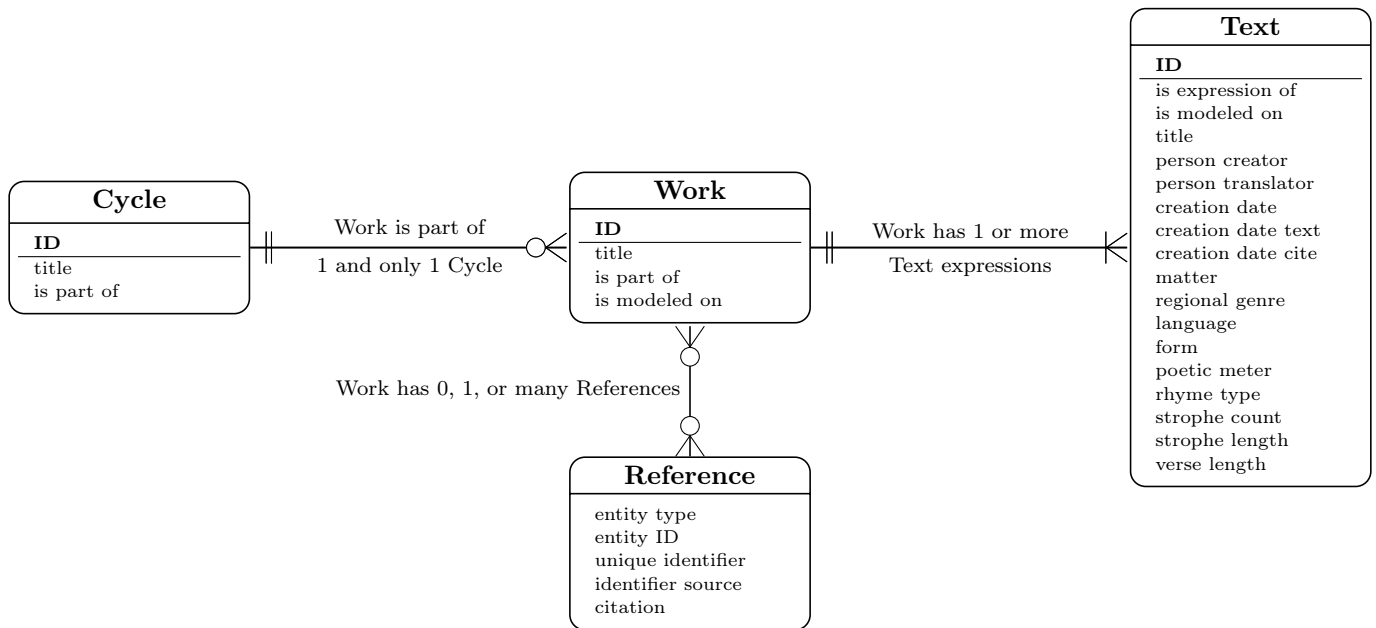 Cycle
ID
title
is part of
Work is part of
1 and only 1 Cycle
Work
ID
title
is part of
is modeled on
Work has 1 or more
Text expressions
Text
ID
is expression of
is modeled on
title
person creator
person translator
creation date
creation date text
creation date cite
matter
regional genre
language
form
poetic meter
rhyme type
strophe count
strophe length
verse length
Work has 0, 1, or many References
Reference
entity type
entity ID
unique identifier
identifier source
citation